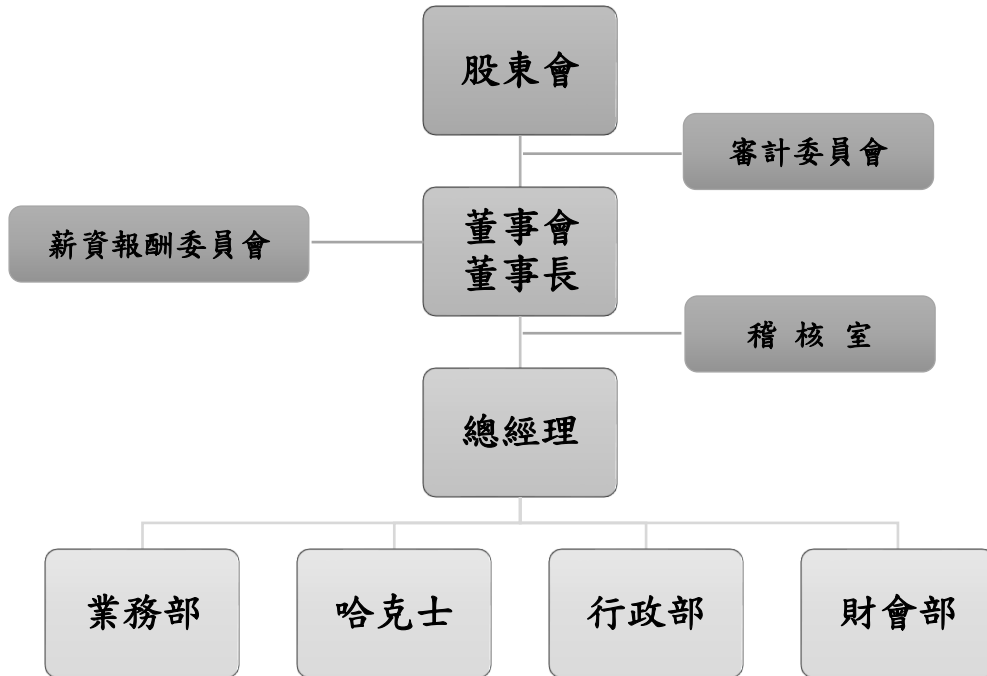 股東會
審計委員會
董事會
董事長
薪資報酬委員會
稽 核 室
總經理
業務部
哈克士
行政部
財會部